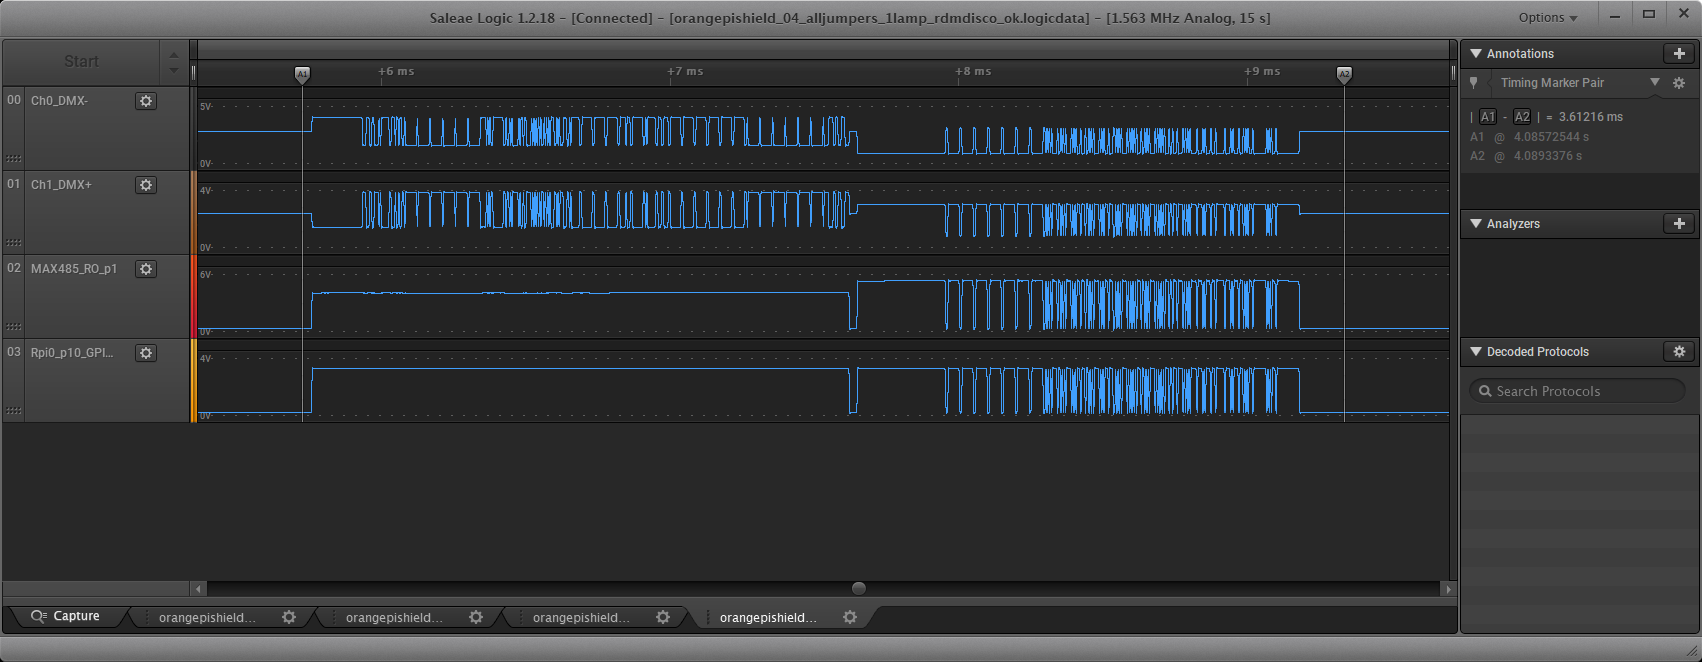 Saleae Logic 1.2.18 - [Connected] - [orangepishield_04_alljumpers_1lamp_rdmdisco_ok.logicdata] - [1.563 MHz Analog, 15 s]
Options
Start
+6 ms
+7 ms
+8 ms
+9 ms
A1
A2
00
Ch0_DMX-
5V
0V
01
Ch1_DMX+
4V
0V
02
MAX485_RO_p1
6V
0V
03
Rpi0_p10_GPI...
4V
0V
Annotations
Timing Marker Pair
| A1 - A2 | = 3.61216 ms
A1 @ 4.08572544 s
A2 @ 4.0893376 s
Analyzers
Decoded Protocols
Search Protocols
Capture
orangepishield...
orangepishield...
orangepishield...
orangepishield...